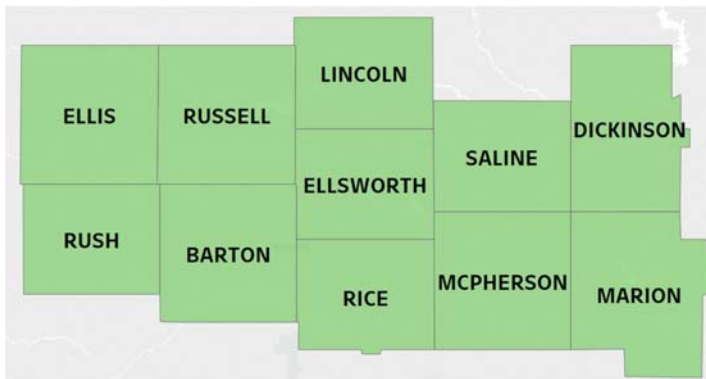 LINCOLN
ELLIS
RUSSELL
DICKINSON
SALINE
ELLSWORTH
RUSH
BARTON
MCPHERSON
RICE
MARION